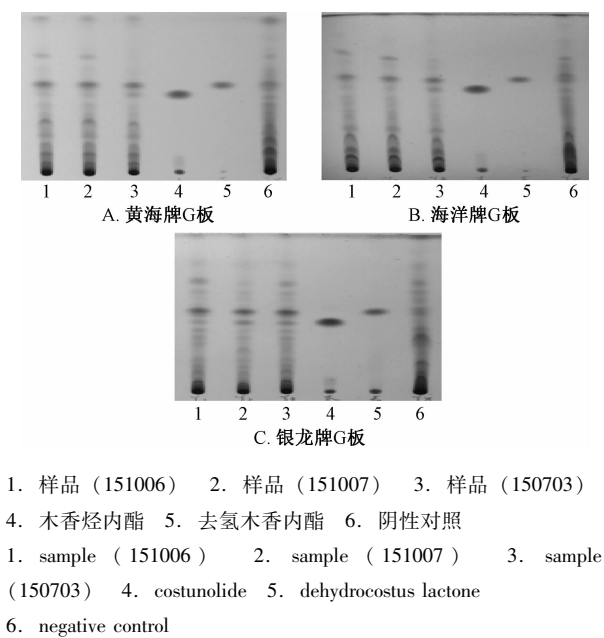 1 2 3 4 5 6
A. 黄海牌G板
1 2 3 4 5 6
B. 海洋牌G板
1 2 3 4 5 6
C. 银龙牌G板
1. 样品 (151006) 2. 样品 (151007) 3. 样品 (150703)
4. 木香烃内酯 5. 去氢木香内酯 6. 阴性对照
1. sample ( 151006 ) 2. sample ( 151007 ) 3. sample
(150703) 4. costunolide 5. dehydrocostus lactone
6. negative control